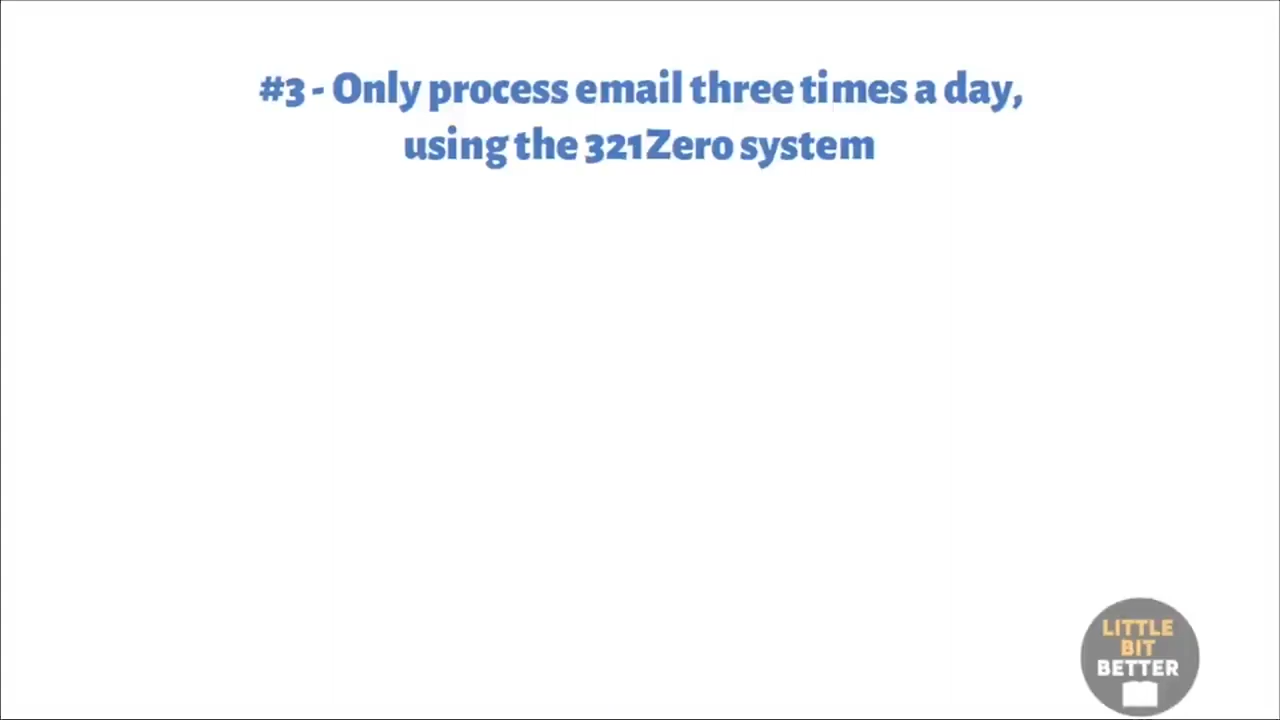 #3 - Only process email three times a day,
using the 321Zero system
LITTLE
BIT
BETTER